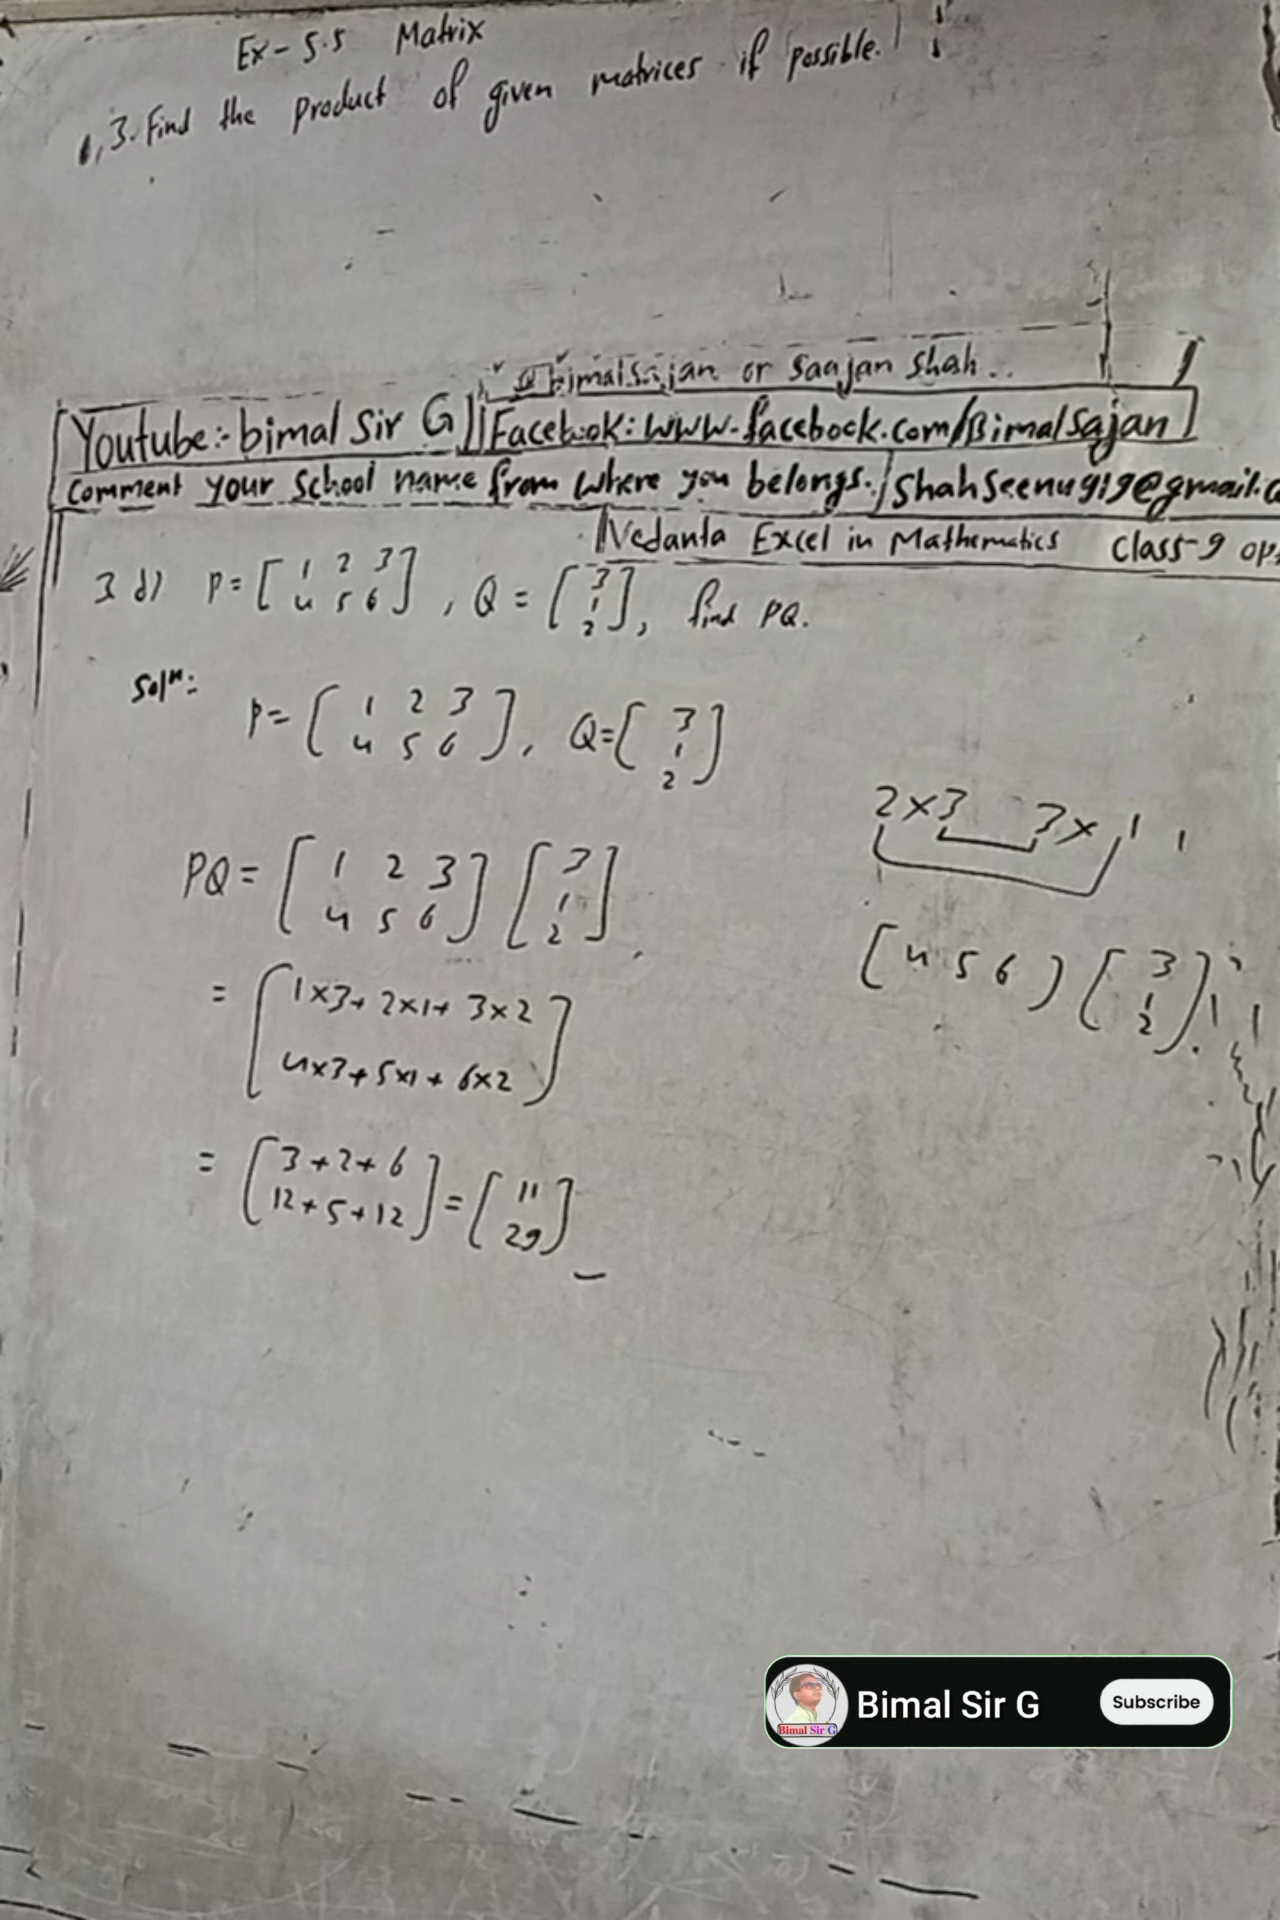 Ex - 5.5 Matrix
1,3. Find the product of given matrices if possible.
@bimalsajan or Saajan Shah..
Youtube:- bimal Sir G || Facebook: www.facebook.com/Bimalsajan
Comment your School name from where you belongs. / ShahSeenu919@gmail.c
Vedanta Excel in Mathematics Class-9 op
3 d) P = [ 1 2 3 , Q = [ 3 , find PQ.
4 5 6 ] 1
2 ]
Solⁿ:
P = [ 1 2 3 , Q = [ 3
4 5 6 ] 1
2 ]
2×3 3×1
PQ = [ 1 2 3 [ 3
4 5 6 ] 1
2 ]
[ 4 5 6 ] [ 3
1
2 ]
= [ 1×3+ 2×1+ 3×2
4×3+ 5×1+ 6×2 ]
= [ 3+2+6 = [ 11
12+5+12 ] 29 ]
Bimal Sir G Subscribe
Bimal Sir G